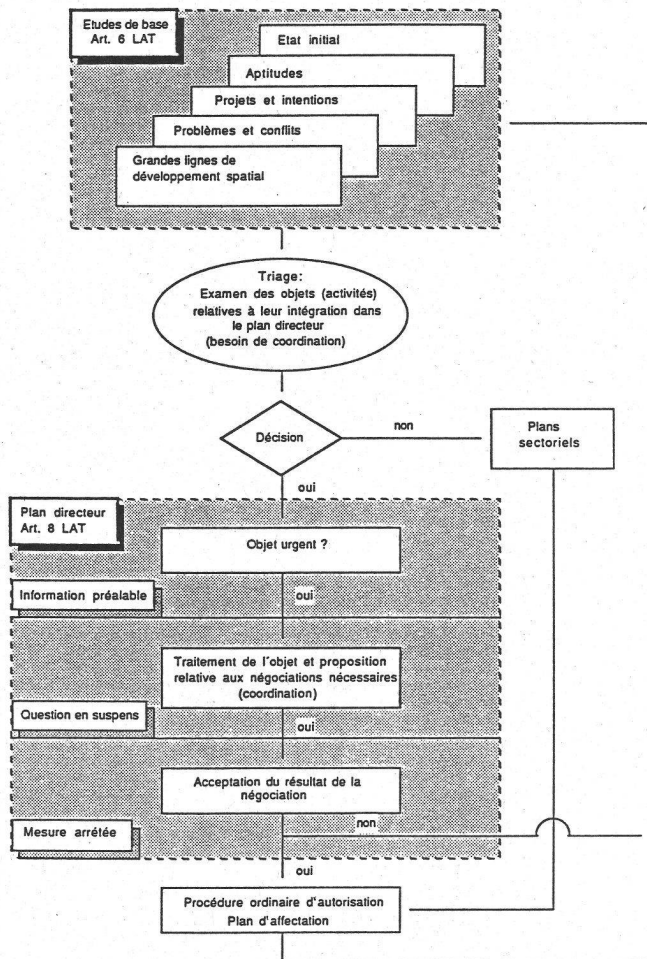 Etudes de base
Art. 6 LAT
Etat initial
Aptitudes
Projets et intentions
Problèmes et conflits
Grandes lignes de
développement spatial
Triage:
Examen des objets (activités)
relatives à leur intégration dans
le plan directeur
(besoin de coordination)
Décision
non
Plans
sectoriels
oui
Plan directeur
Art. 8 LAT
Objet urgent ?
Information préalable
oui
Traitement de l'objet et proposition
relative aux négociations nécessaires
(coordination)
Question en suspens
oui
Acceptation du résultat de la
négociation
non
Mesure arrétée
oui
Procédure ordinaire d'autorisation
Plan d'affectation